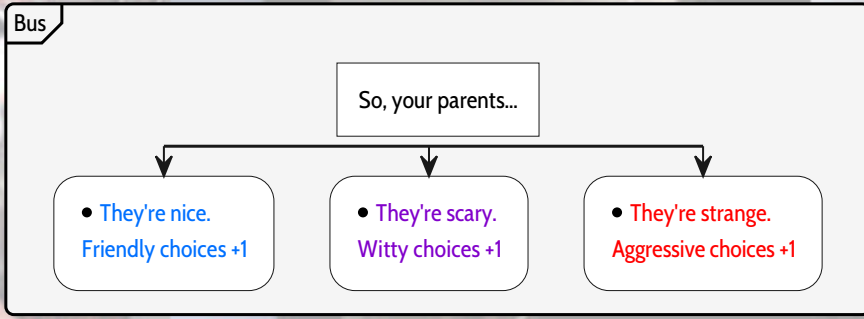 Bus
So, your parents...
● They're nice.
Friendly choices +1
● They're scary.
Witty choices +1
● They're strange.
Aggressive choices +1